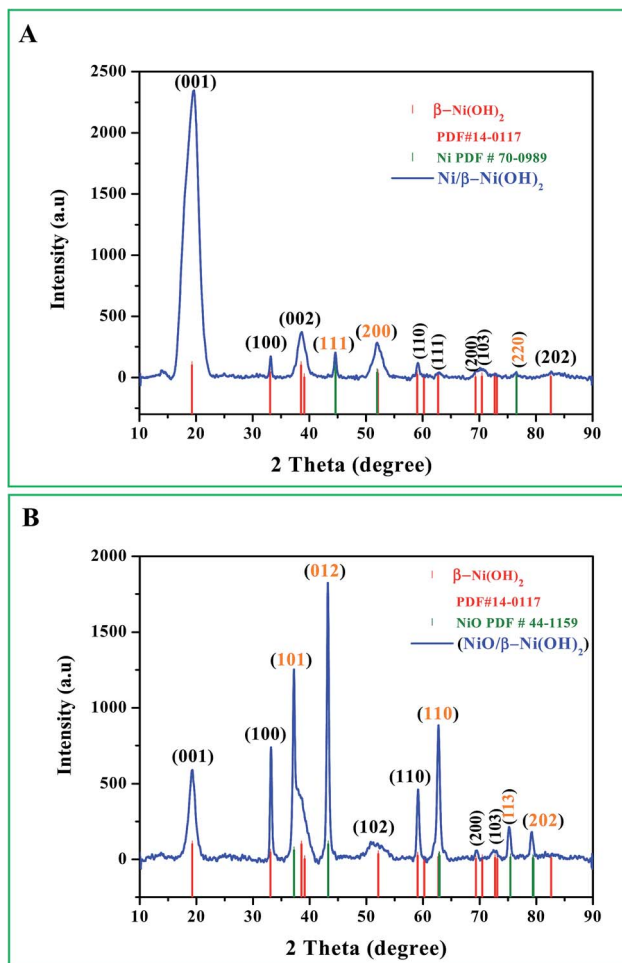 A
2500
2000
1500
1000
500
0
Intensity (a.u)
(001)
(100)
(002)
(111)
(200)
(110)
(111)
(200)
(103)
(220)
(202)
β–Ni(OH)₂
PDF#14-0117
Ni PDF # 70-0989
Ni/β–Ni(OH)₂
10 20 30 40 50 60 70 80 90
2 Theta (degree)
B
2000
1500
1000
500
0
Intensity (a.u)
(001)
(100)
(101)
(012)
(102)
(110)
(110)
(200)
(103)
(113)
(202)
β–Ni(OH)₂
PDF#14-0117
NiO PDF # 44-1159
(NiO/β–Ni(OH)₂)
10 20 30 40 50 60 70 80 90
2 Theta (degree)